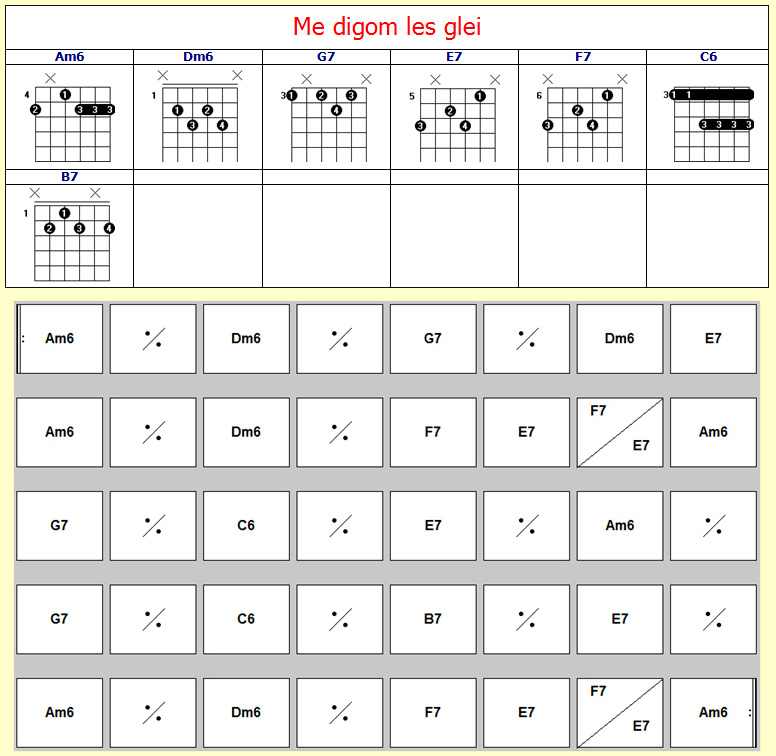 Me digom les glei
Am6 Dm6 G7 E7 F7 C6
4 1 3 5 6 3
2 1 3 3 3
1 2 3 4
1 2 3 4
3 2 4 1
3 2 4 1
1 1 3 3 3 3
B7
1
2 1 3 4
: Am6 ٪ Dm6 ٪ G7 ٪ Dm6 E7
Am6 ٪ Dm6 ٪ F7 E7 F7 E7 Am6
G7 ٪ C6 ٪ E7 ٪ Am6 ٪
G7 ٪ C6 ٪ B7 ٪ E7 ٪
Am6 ٪ Dm6 ٪ F7 E7 F7 E7 Am6 :